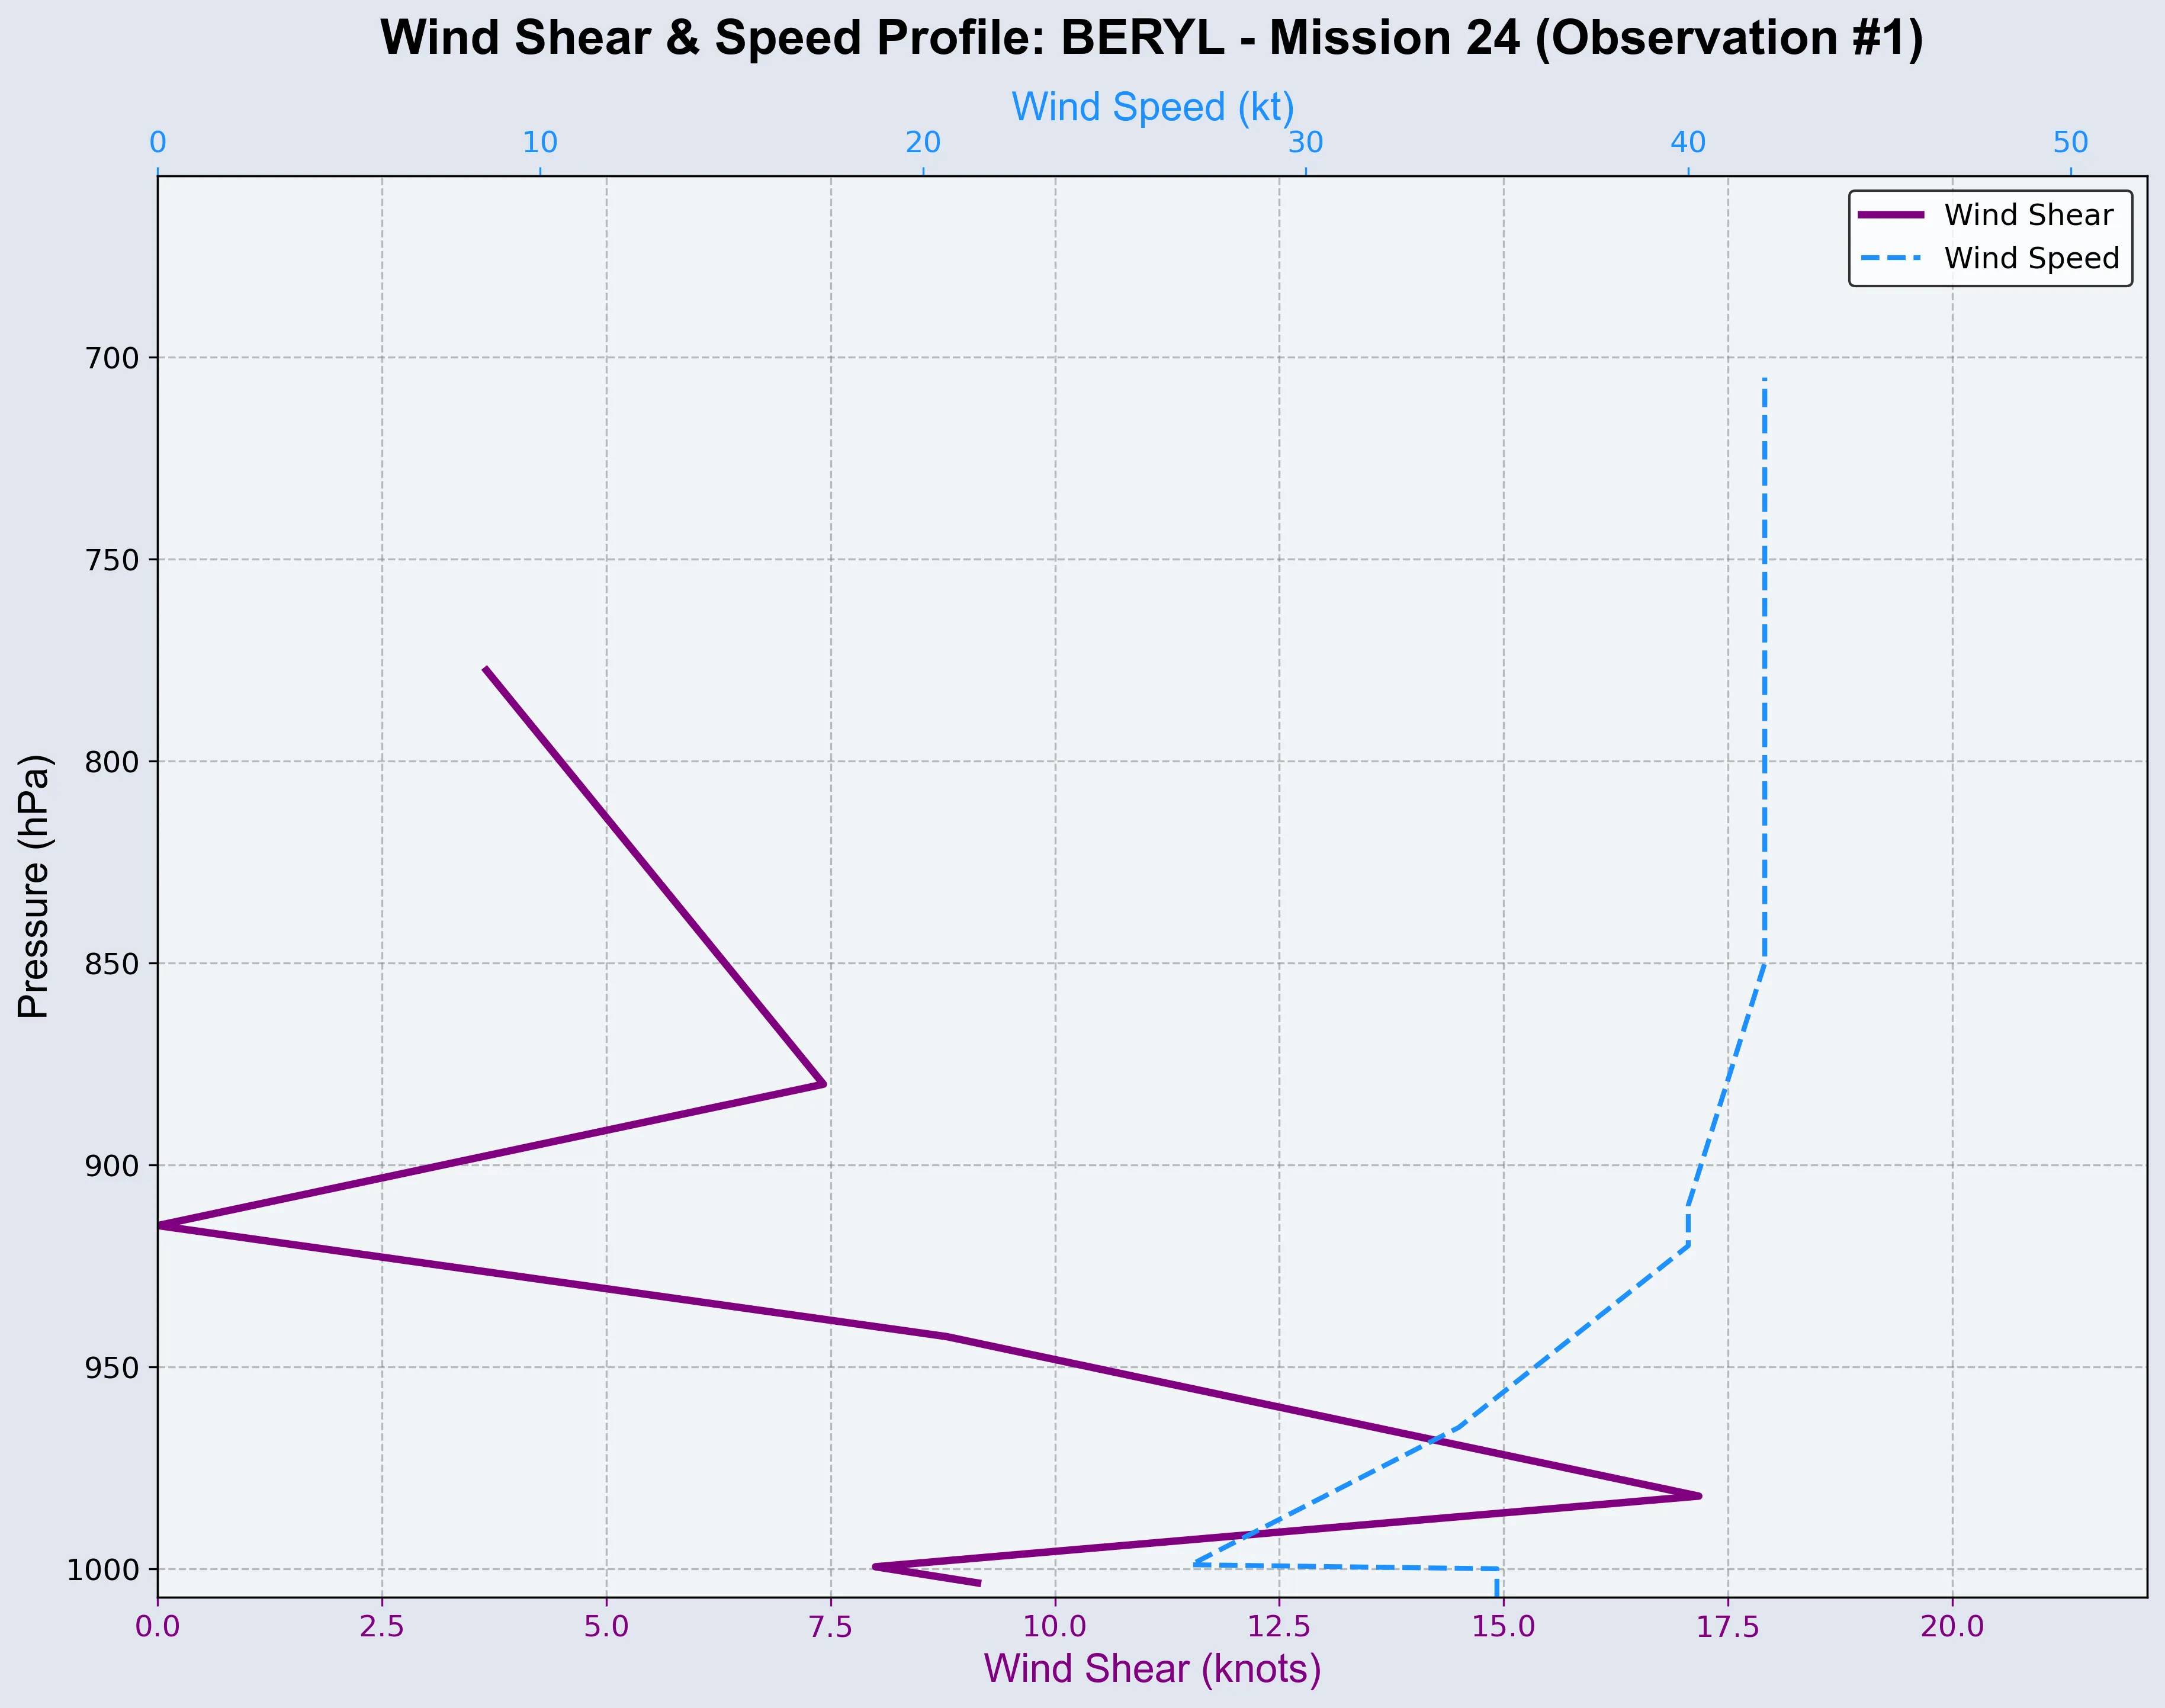 Wind Shear & Speed Profile: BERYL - Mission 24 (Observation #1)
Wind Speed (kt)
0 10 20 30 40 50
Wind Shear
Wind Speed
Pressure (hPa)
700
750
800
850
900
950
1000
0.0 2.5 5.0 7.5 10.0 12.5 15.0 17.5 20.0
Wind Shear (knots)